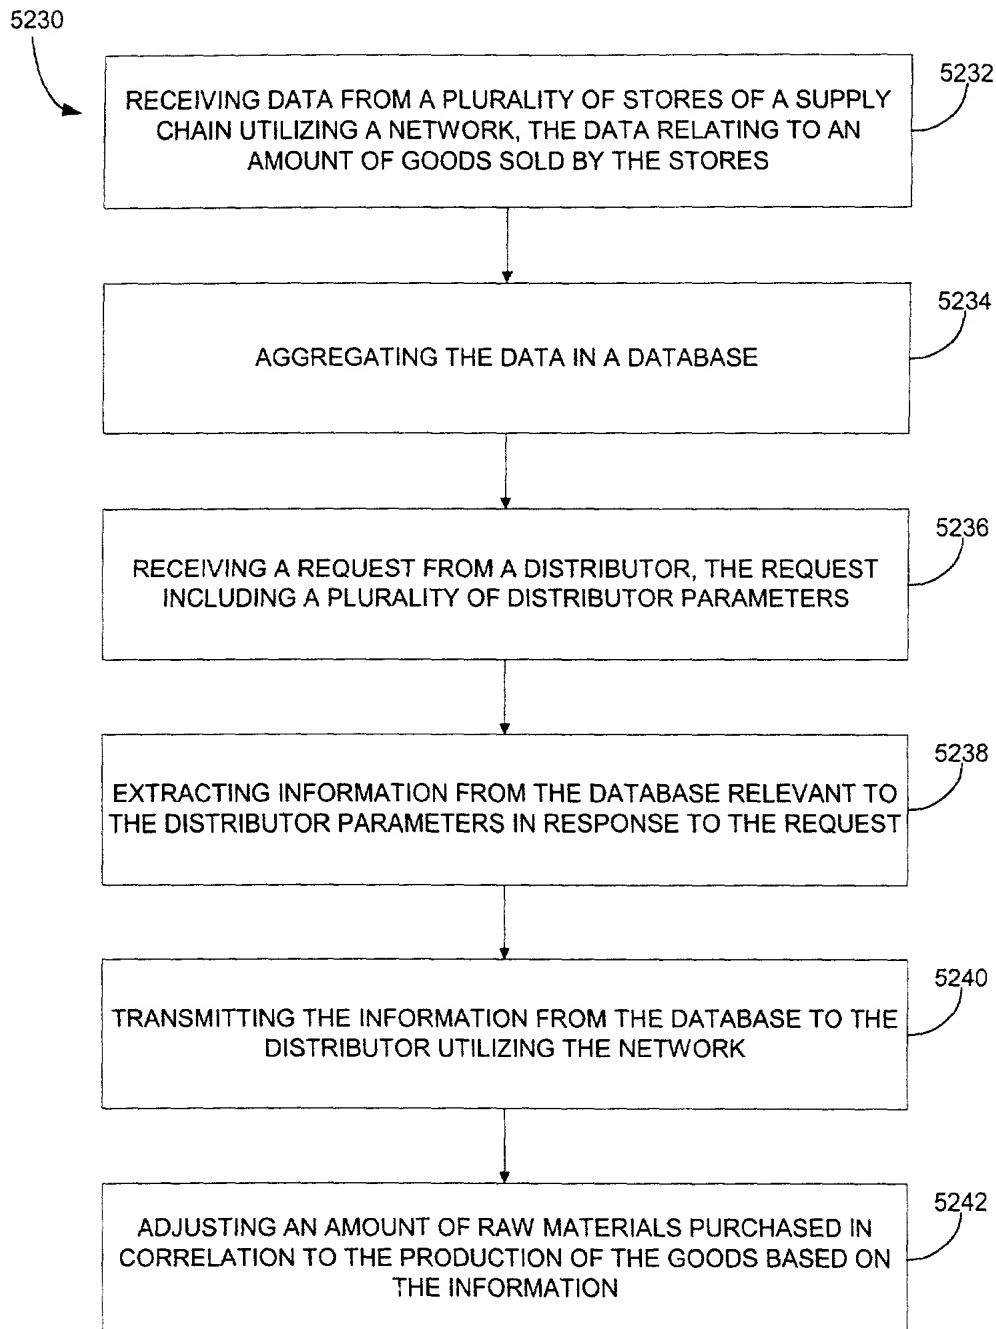 5230
5232
RECEIVING DATA FROM A PLURALITY OF STORES OF A SUPPLY
CHAIN UTILIZING A NETWORK, THE DATA RELATING TO AN
AMOUNT OF GOODS SOLD BY THE STORES
5234
AGGREGATING THE DATA IN A DATABASE
5236
RECEIVING A REQUEST FROM A DISTRIBUTOR, THE REQUEST
INCLUDING A PLURALITY OF DISTRIBUTOR PARAMETERS
5238
EXTRACTING INFORMATION FROM THE DATABASE RELEVANT TO
THE DISTRIBUTOR PARAMETERS IN RESPONSE TO THE REQUEST
5240
TRANSMITTING THE INFORMATION FROM THE DATABASE TO THE
DISTRIBUTOR UTILIZING THE NETWORK
5242
ADJUSTING AN AMOUNT OF RAW MATERIALS PURCHASED IN
CORRELATION TO THE PRODUCTION OF THE GOODS BASED ON
THE INFORMATION